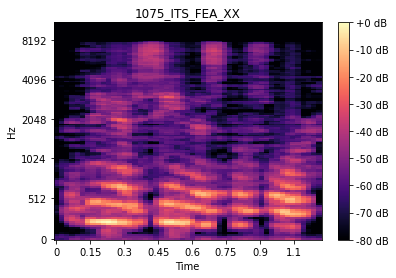 1075_ITS_FEA_XX
+0 dB
8192
-10 dB
4096
-20 dB
-30 dB
2048
Hz
-40 dB
1024
-50 dB
512
-60 dB
-70 dB
0
-80 dB
0 0.15 0.3 0.45 0.6 0.75 0.9 1.1
Time